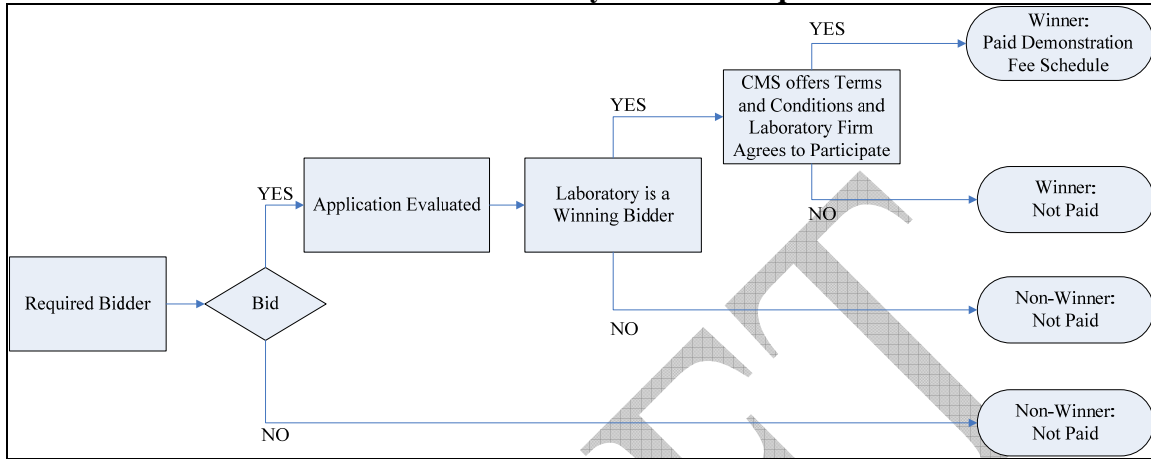 YES
Winner:
Paid Demonstration
Fee Schedule
CMS offers Terms
and Conditions and
Laboratory Firm
Agrees to Participate
YES
NO
Winner:
Not Paid
YES
Application Evaluated
Laboratory is a
Winning Bidder
Required Bidder
Bid
NO
Non-Winner:
Not Paid
NO
Non-Winner:
Not Paid